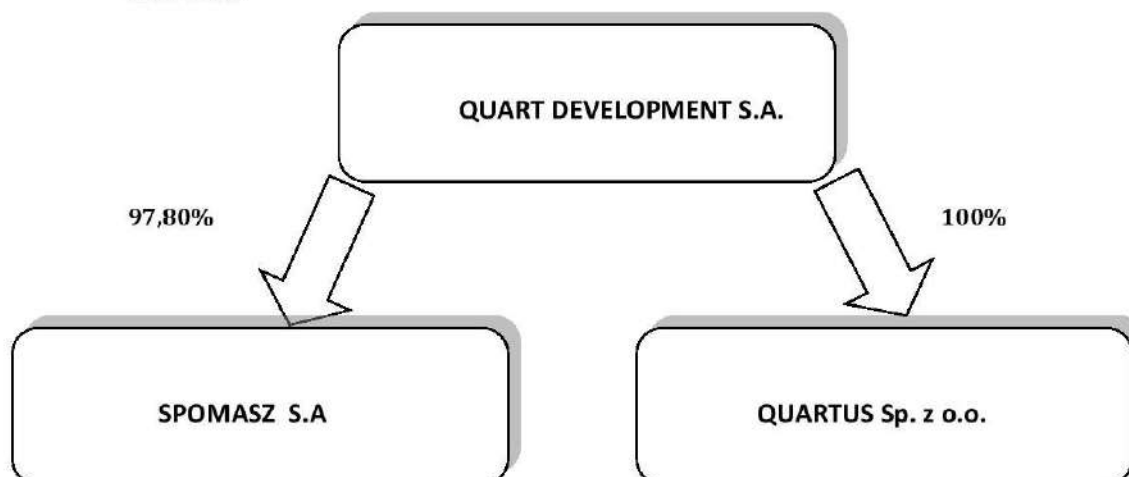 QUART DEVELOPMENT S.A.
97,80%
100%
SPOMASZ S.A
QUARTUS Sp. z o.o.